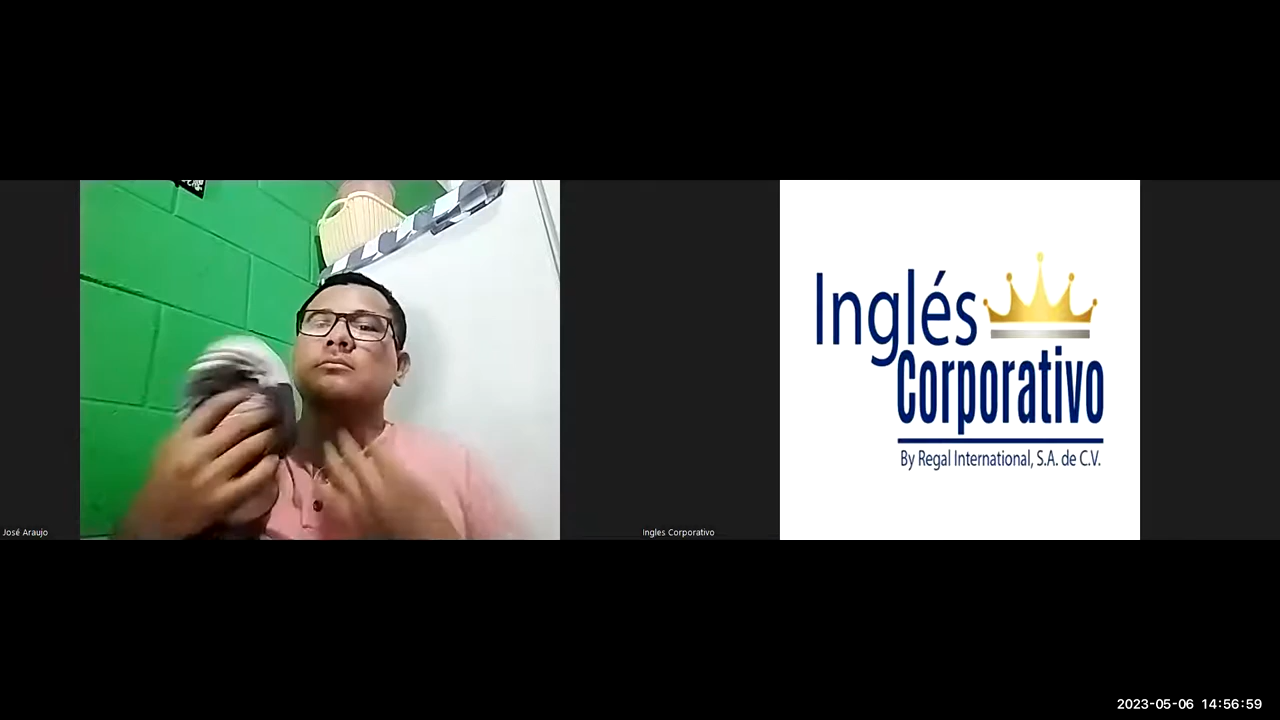 Inglés
Corporativo
By Regal International, S.A. de C.V.
José Araujo
Ingles Corporativo
2023-05-06 14:56:59